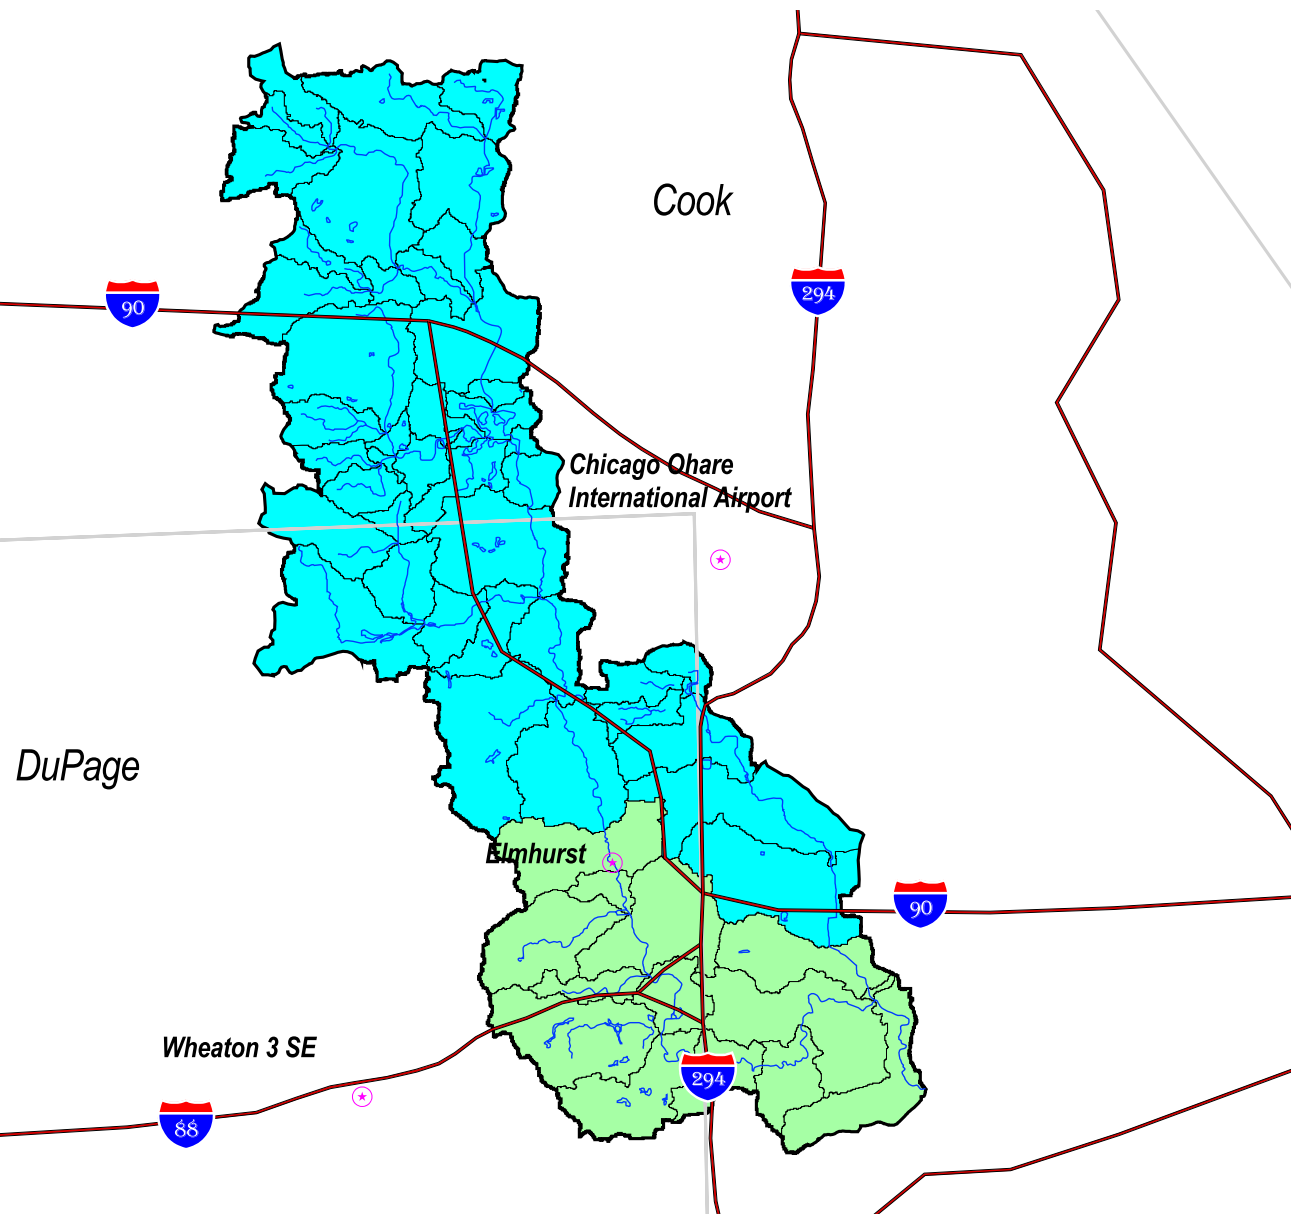 Cook
90
294
Chicago Ohare
International Airport
DuPage
Elmhurst
90
Wheaton 3 SE
294
88